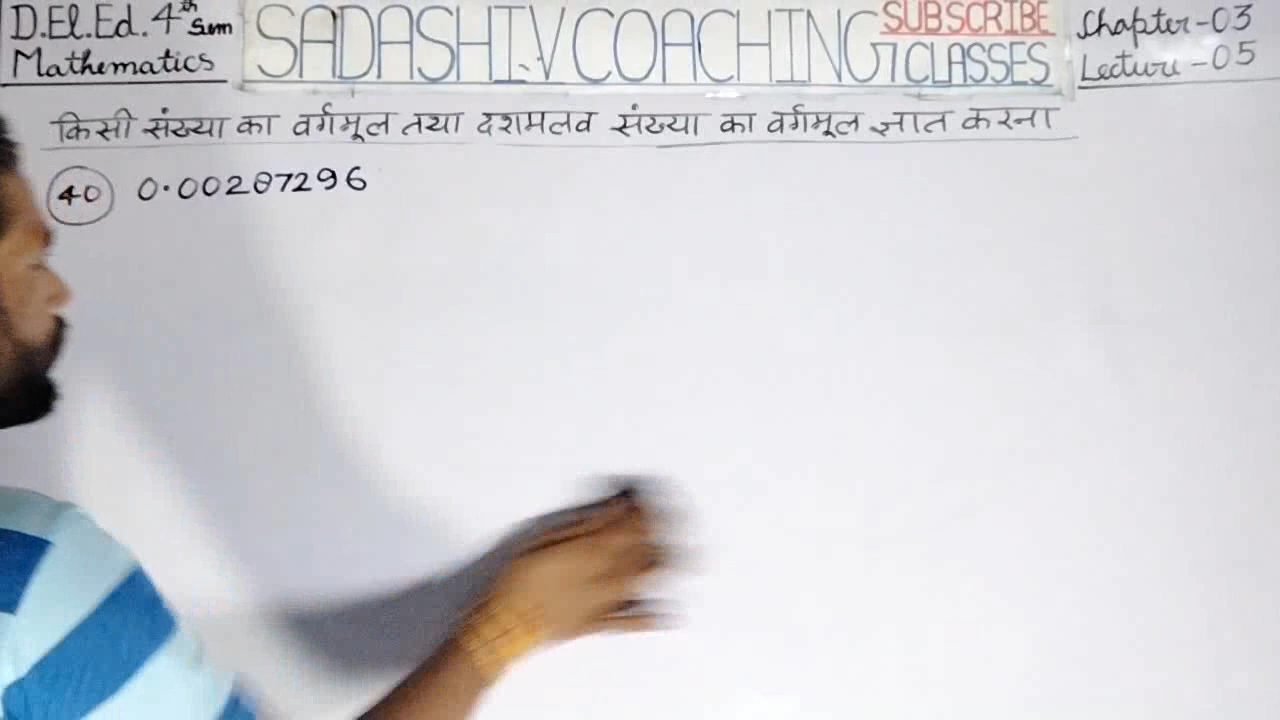 D.El.Ed. 4th Sem
Mathematics
SADASHIV COACHING CLASSES
SUBSCRIBE
Chapter-03
Lecture-05
किसी संख्या का वर्गमूल तथा दशमलव संख्या का वर्गमूल ज्ञात करना
40 0.00287296